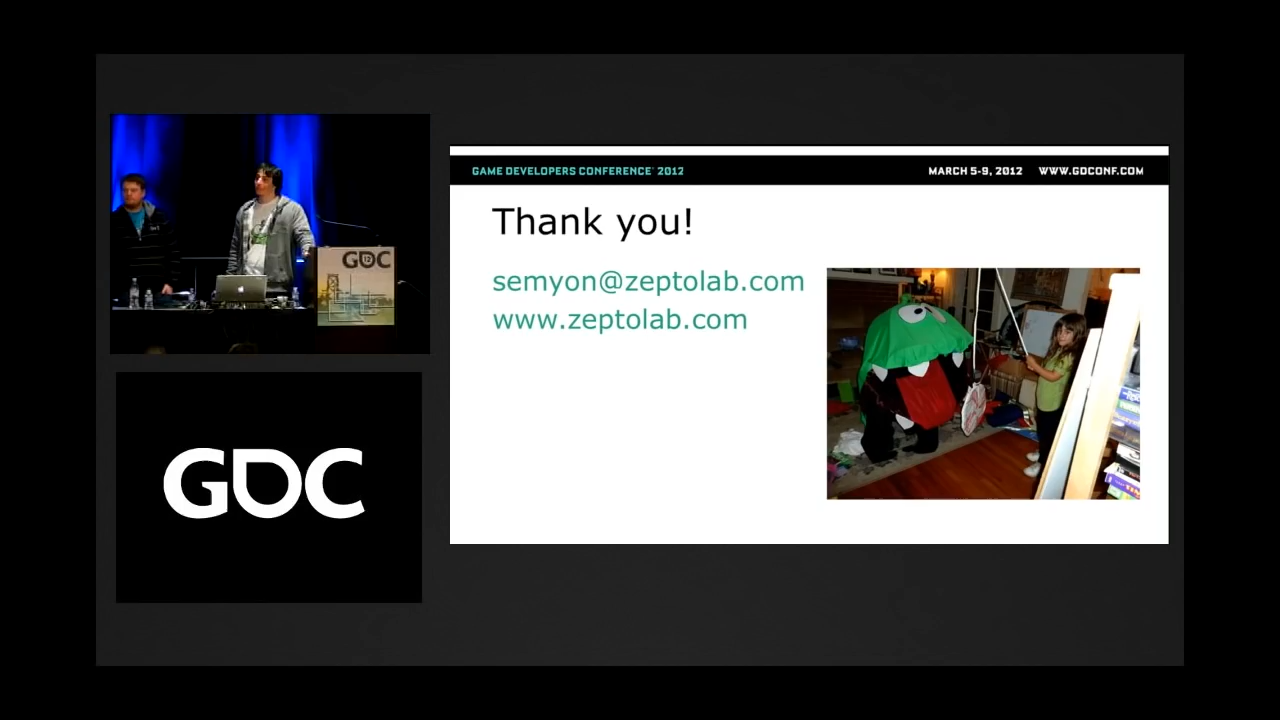 GAME DEVELOPERS CONFERENCE 2012
MARCH 5-9, 2012 WWW.GDCONF.COM
Thank you!
semyon@zeptolab.com
www.zeptolab.com
GDC
12
GDC